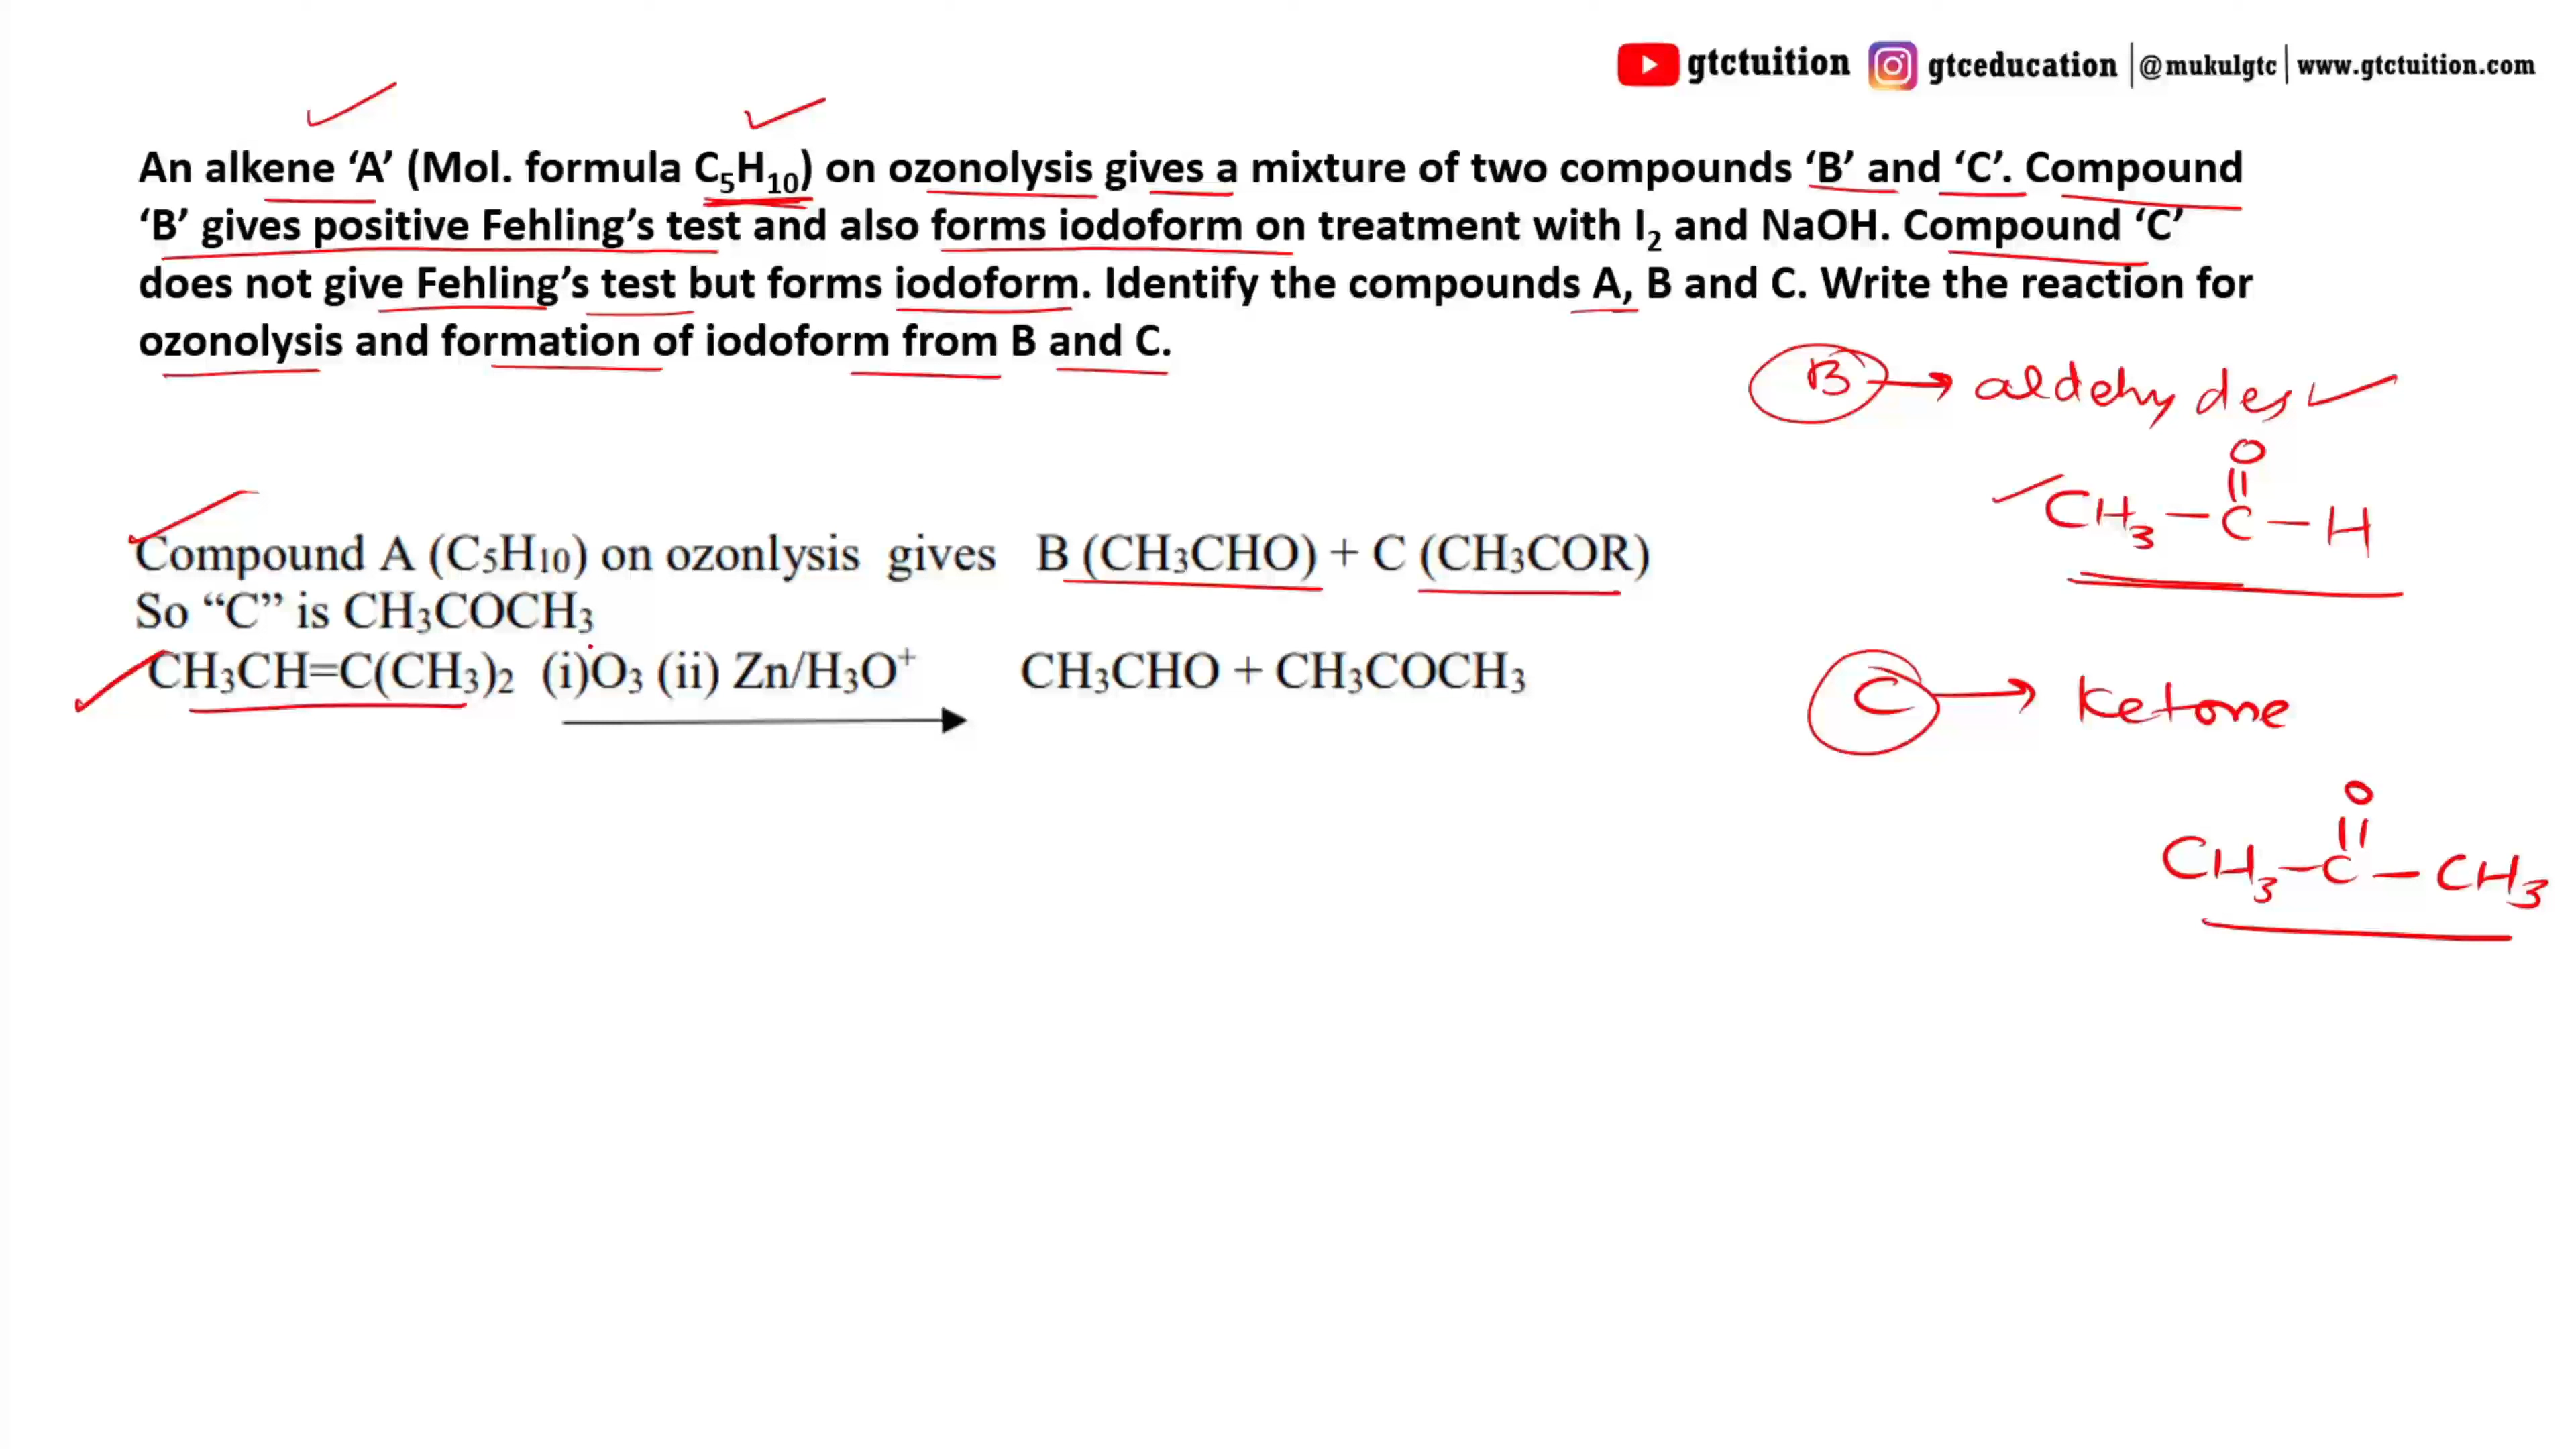 gtctuition gtceducation |@mukulgtc| www.gtctuition.com
An alkene ‘A’ (Mol. formula C₅H₁₀) on ozonolysis gives a mixture of two compounds ‘B’ and ‘C’. Compound
‘B’ gives positive Fehling’s test and also forms iodoform on treatment with I₂ and NaOH. Compound ‘C’
does not give Fehling’s test but forms iodoform. Identify the compounds A, B and C. Write the reaction for
ozonolysis and formation of iodoform from B and C.
B → aldehydes
O
||
CH₃ – C – H
Compound A (C₅H₁₀) on ozonlysis gives B (CH₃CHO) + C (CH₃COR)
So “C” is CH₃COCH₃
CH₃CH=C(CH₃)₂ (i)O₃ (ii) Zn/H₃O⁺ CH₃CHO + CH₃COCH₃
C → Ketone
O
||
CH₃ – C – CH₃